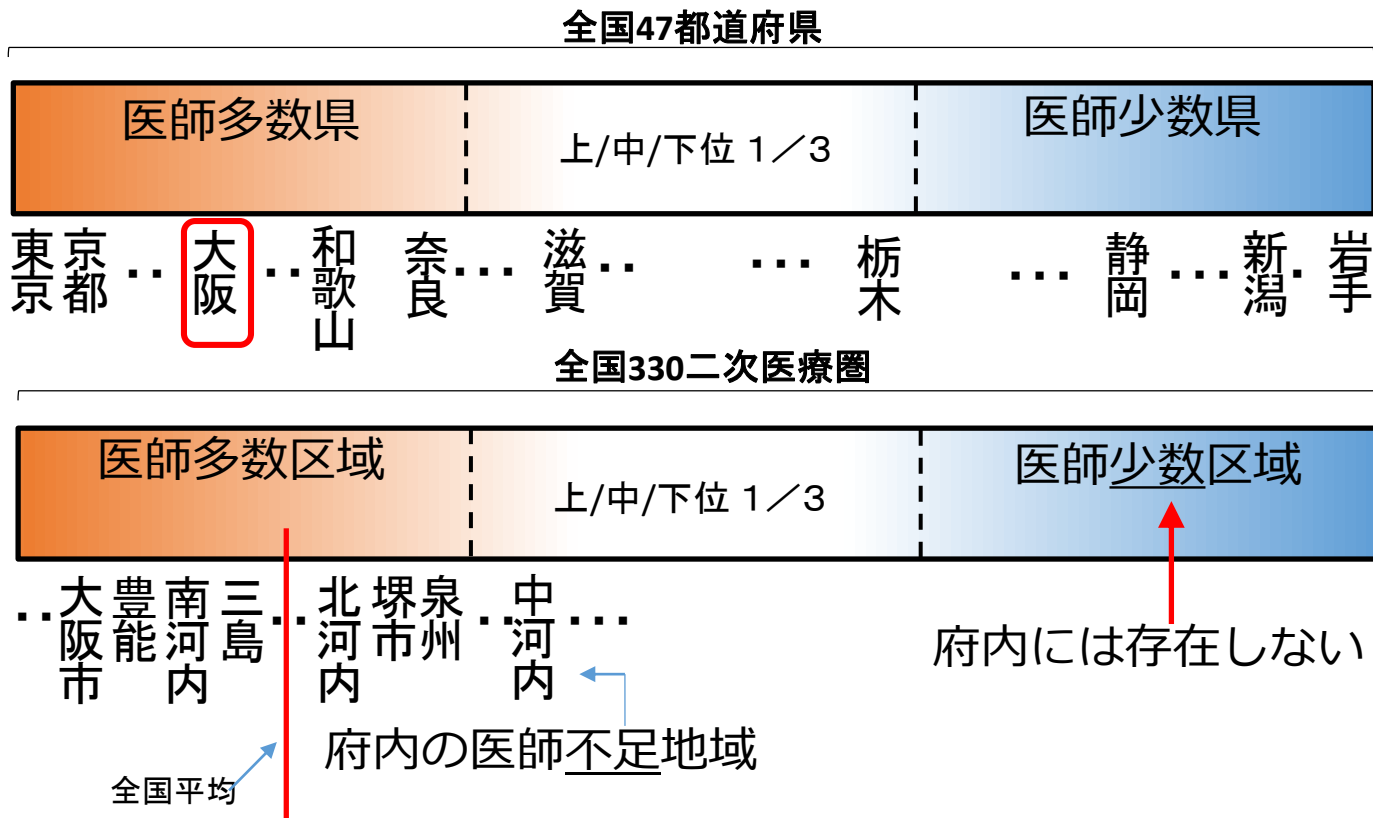 全国47都道府県
医師多数県
上/中/下位 1／3
医師少数県
東京 京都 ‥ 大阪 ‥ 和歌山 奈良 … 滋賀 ‥ … 栃木 … 静岡 … 新潟 . 岩手
全国330二次医療圏
医師多数区域
上/中/下位 1／3
医師少数区域
‥ 大阪市 豊能 南河内 三島 ‥ 北河内 堺市 泉州 ‥ 中河内 …
府内には存在しない
府内の医師不足地域
全国平均